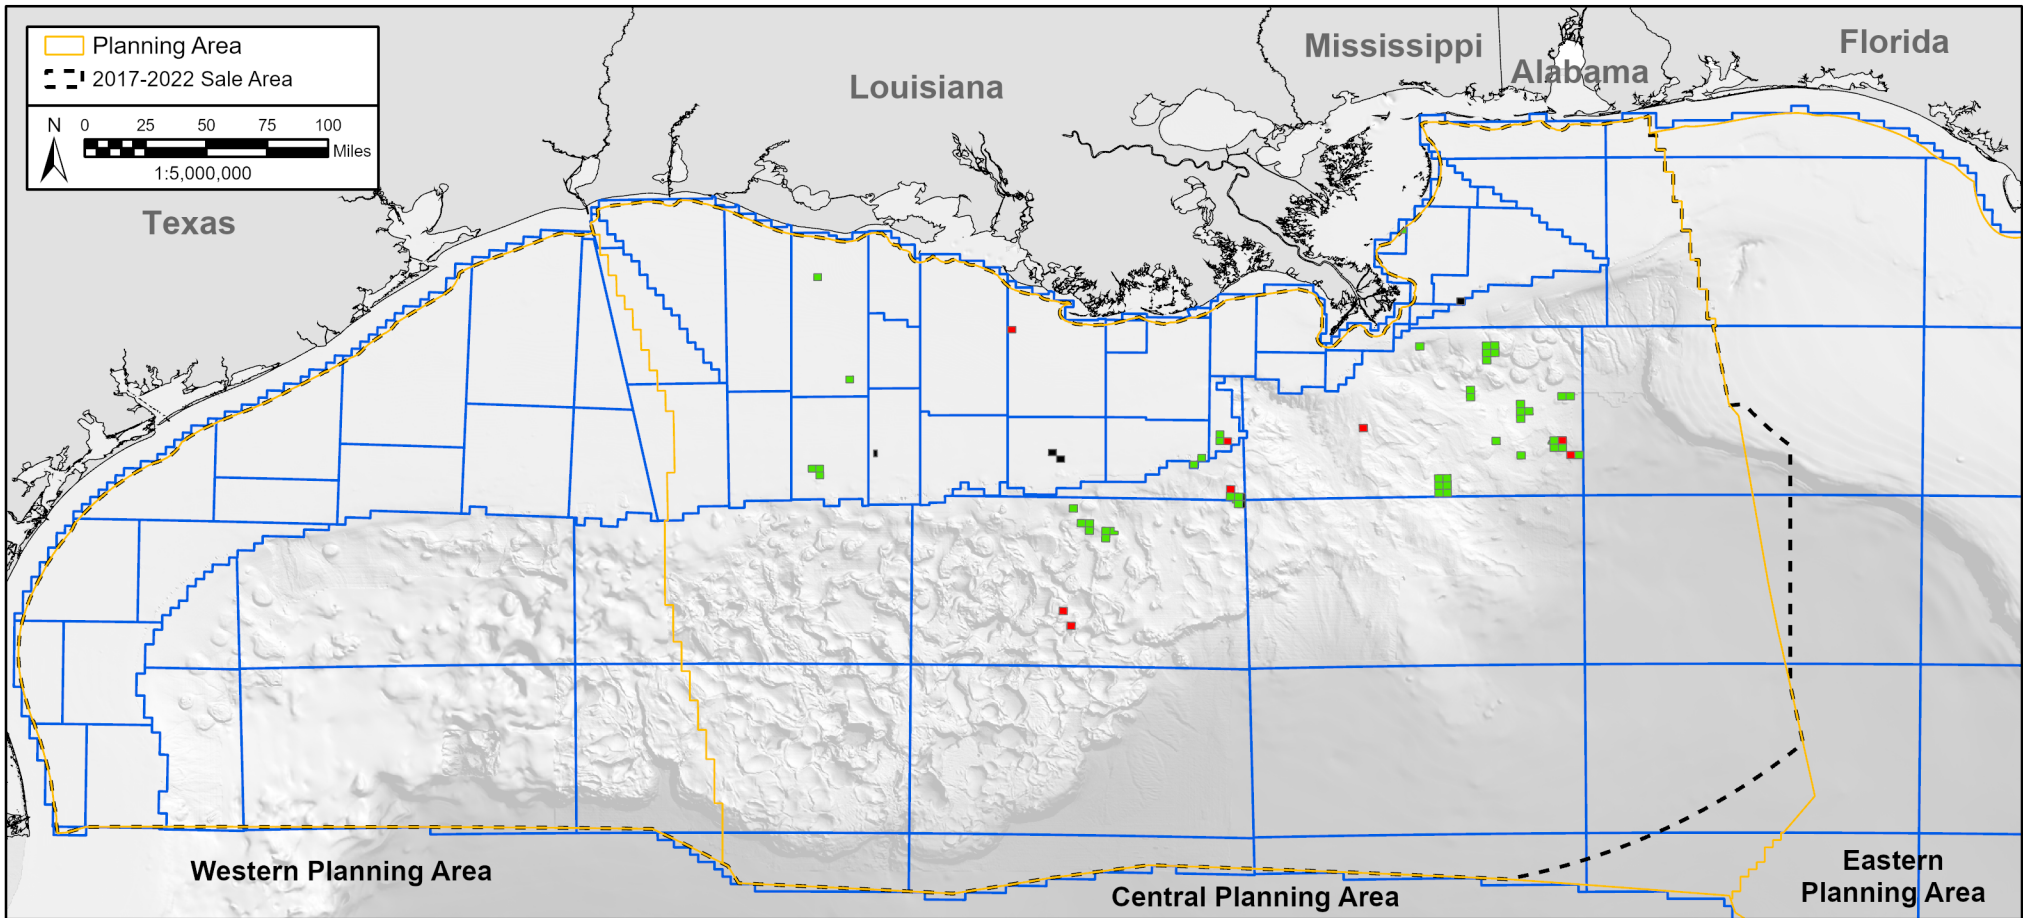 Planning Area
2017-2022 Sale Area
N
0 25 50 75 100
Miles
1:5,000,000
Texas
Louisiana
Mississippi
Alabama
Florida
Western Planning Area
Central Planning Area
Eastern
Planning Area